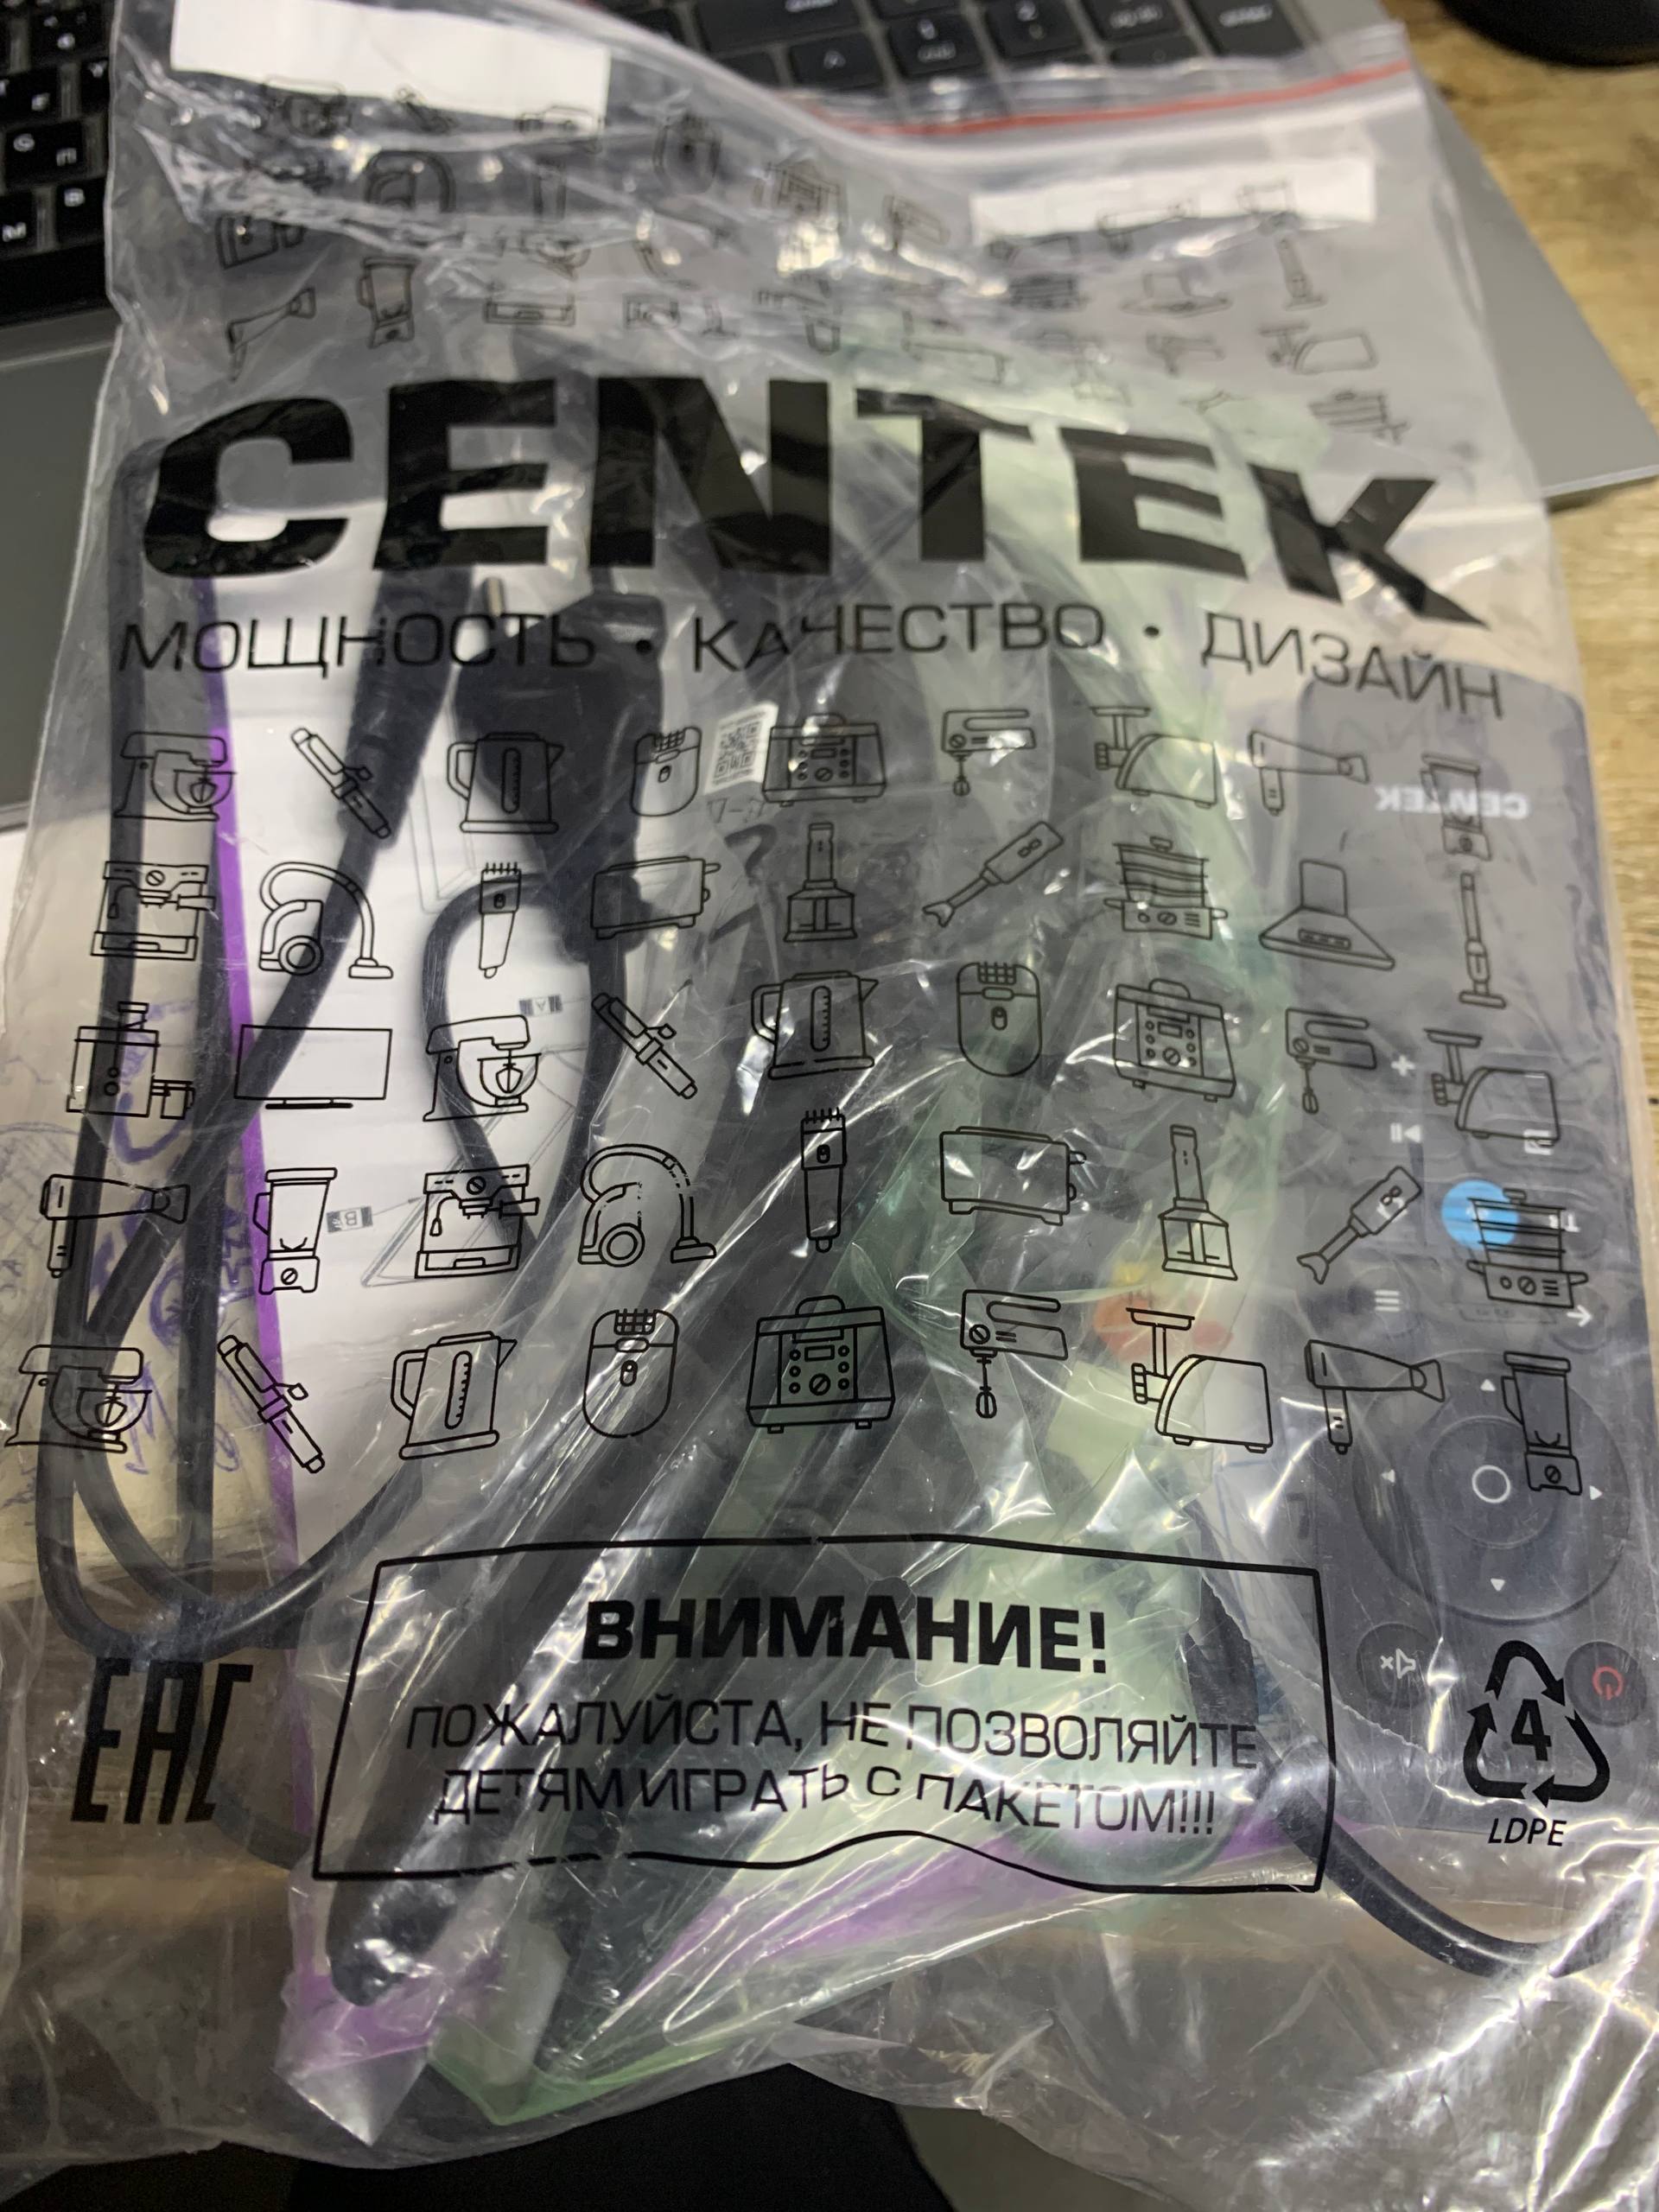 CENTEK
МОЩНОСТЬ • КАЧЕСТВО • ДИЗАЙН
CENTEK
ВНИМАНИЕ!
ПОЖАЛУЙСТА, НЕ ПОЗВОЛЯЙТЕ
ДЕТЯМ ИГРАТЬ С ПАКЕТОМ!!!
EAC
4
LDPE